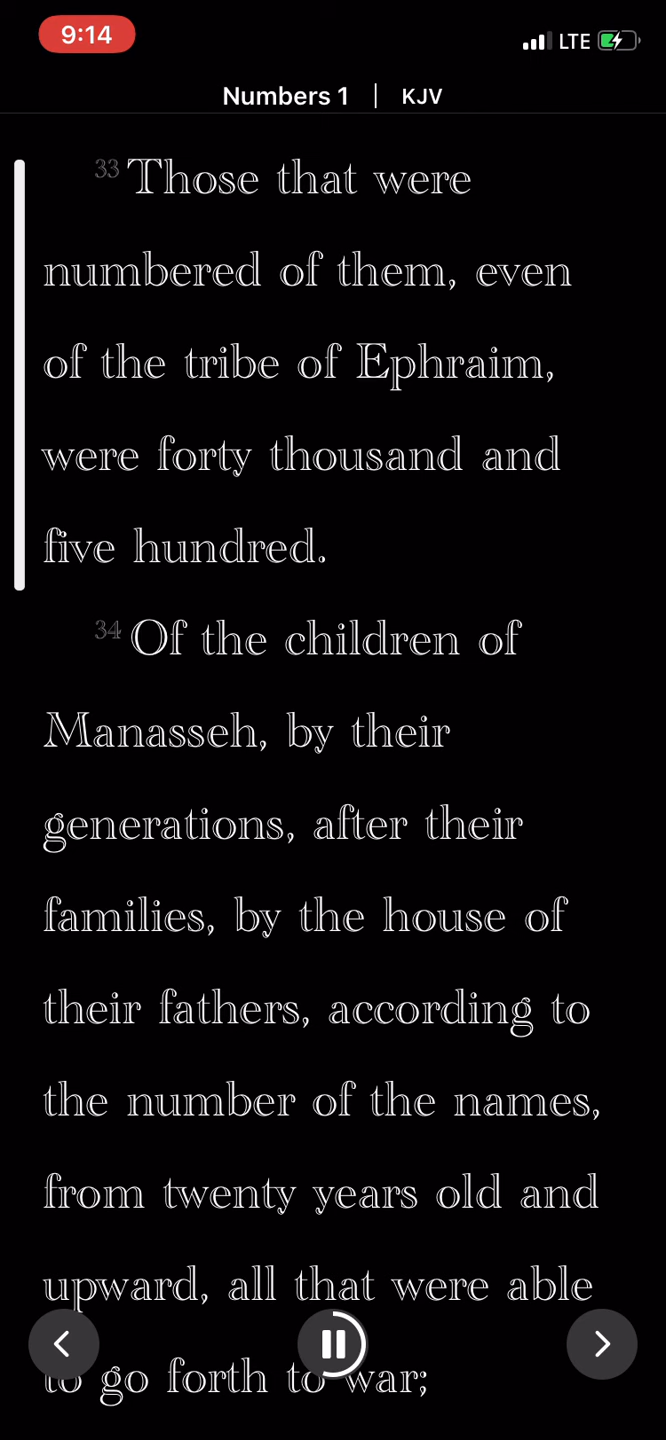 9:14 LTE
Numbers 1 | KJV
33 Those that were
numbered of them, even
of the tribe of Ephraim,
were forty thousand and
five hundred.
34 Of the children of
Manasseh, by their
generations, after their
families, by the house of
their fathers, according to
the number of the names,
from twenty years old and
upward, all that were able
to go forth to war;